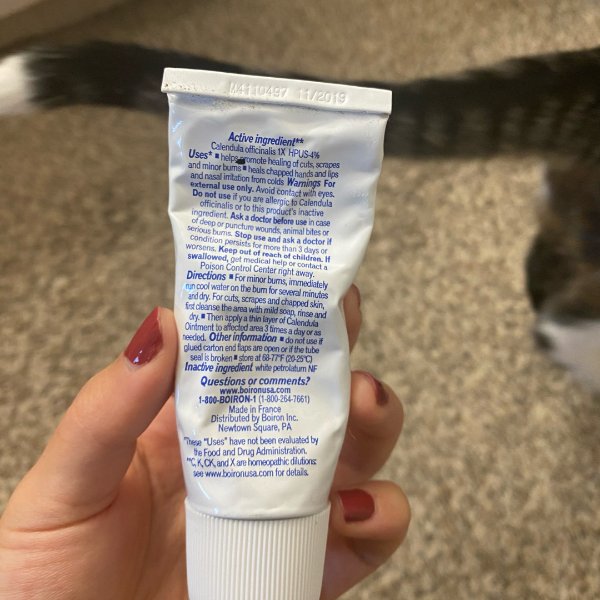 M4110497 11/2019
Active ingredient**
Calendula officinalis 1X HPUS-4%
Uses* ▪ helps promote healing of cuts, scrapes
and minor burns ▪ heals chapped hands and lips
and nasal irritation from colds Warnings For
external use only. Avoid contact with eyes.
Do not use if you are allergic to Calendula
officinalis or to this product's inactive
ingredient. Ask a doctor before use in case
of deep or puncture wounds, animal bites or
serious burns. Stop use and ask a doctor if
condition persists for more than 3 days or
worsens. Keep out of reach of children. If
swallowed, get medical help or contact a
Poison Control Center right away.
Directions ▪ For minor burns, immediately
run cool water on the burn for several minutes
and dry. For cuts, scrapes and chapped skin,
first cleanse the area with mild soap, rinse and
dry. ▪ Then apply a thin layer of Calendula
Ointment to affected area 3 times a day or as
needed. Other information ▪ do not use if
glued carton end flaps are open or if the tube
seal is broken ▪ store at 68-77°F (20-25°C)
Inactive ingredient white petrolatum NF
Questions or comments?
www.boironusa.com
1-800-BOIRON-1 (1-800-264-7661)
Made in France
Distributed by Boiron Inc.
Newtown Square, PA
*These "Uses" have not been evaluated by
the Food and Drug Administration.
**C, K, CK, and X are homeopathic dilutions:
see www.boironusa.com for details.